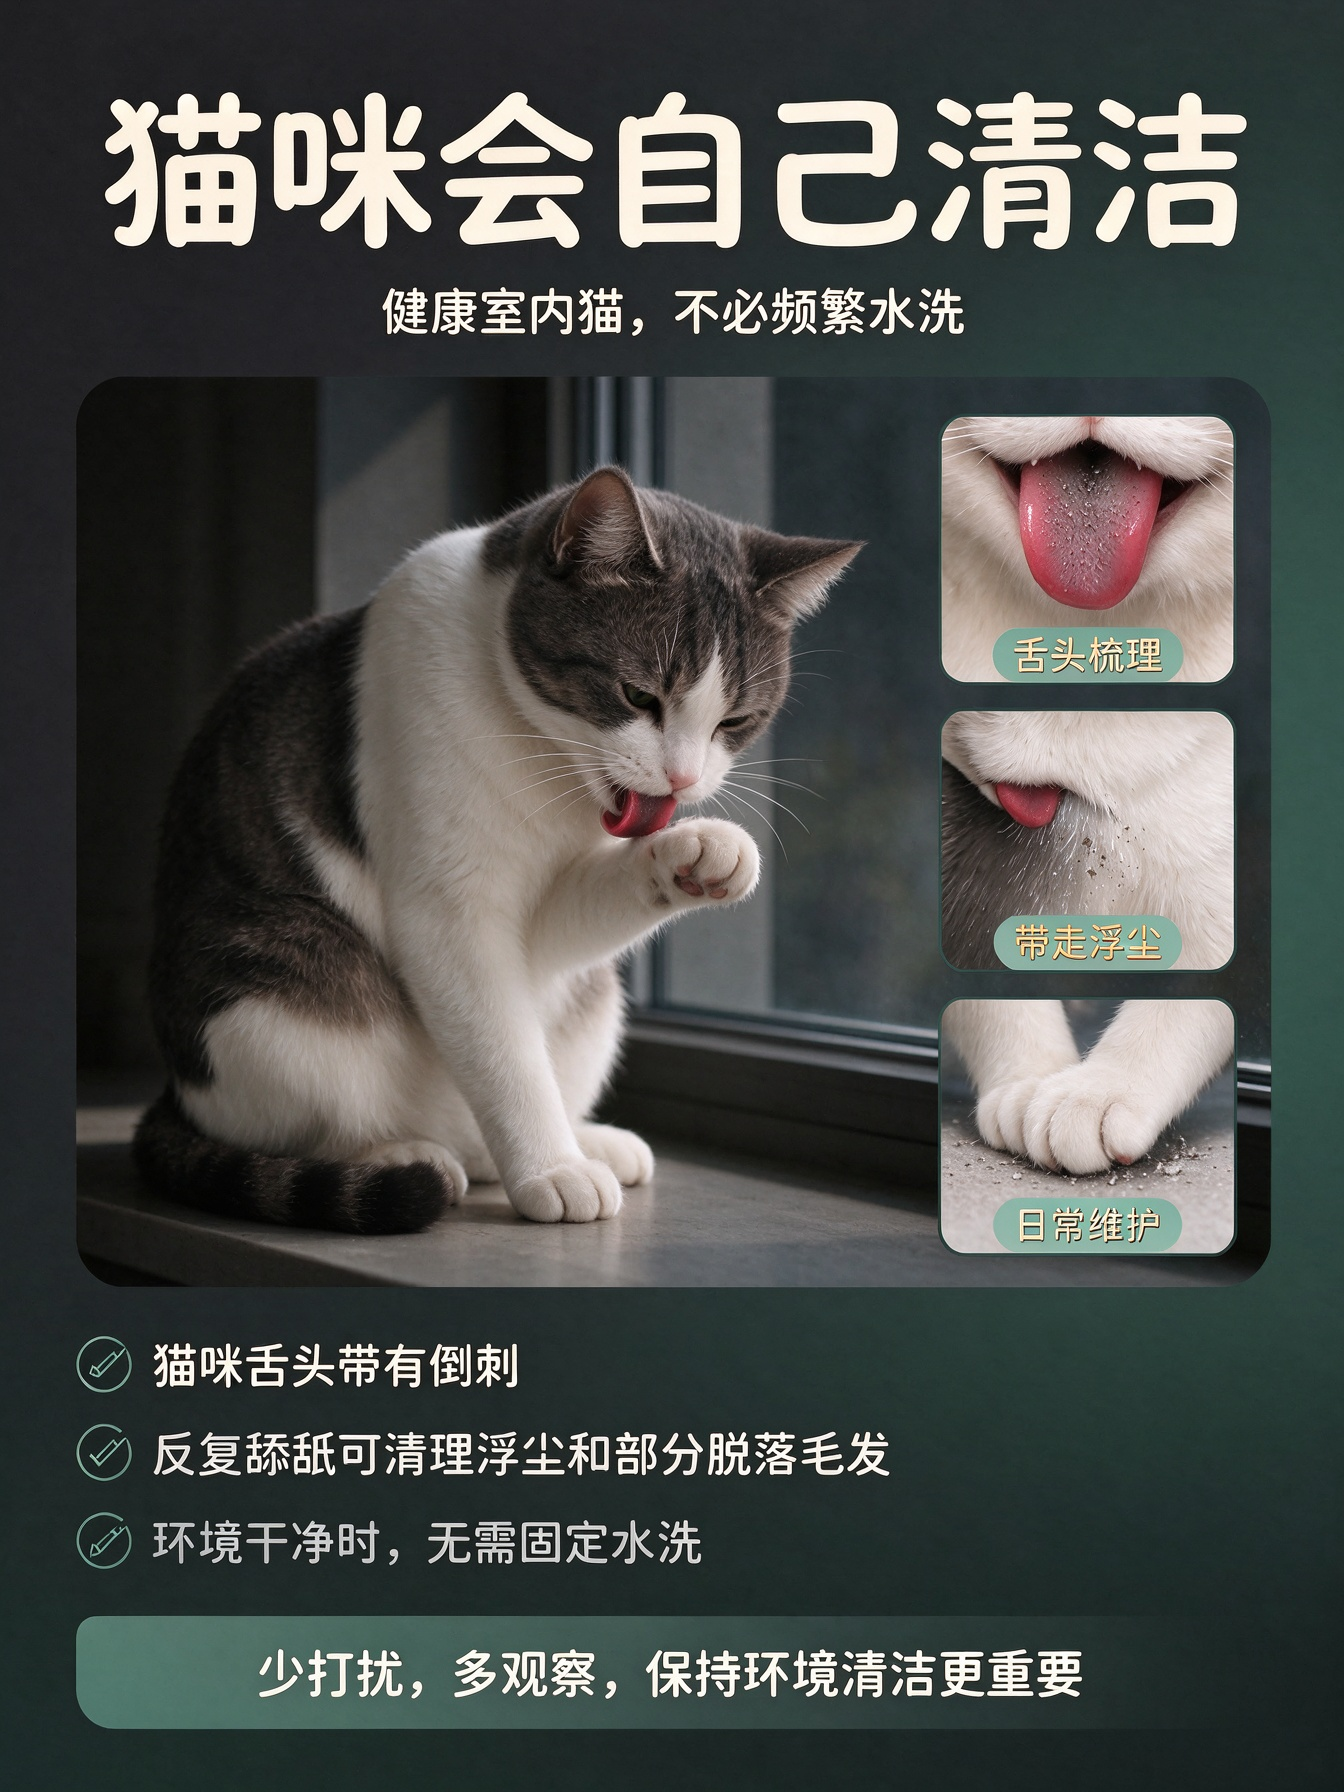 猫咪会自己清洁
健康室内猫，不必频繁水洗
舌头梳理
带走浮尘
日常维护
猫咪舌头带有倒刺
反复舔舐可清理浮尘和部分脱落毛发
环境干净时，无需固定水洗
少打扰，多观察，保持环境清洁更重要